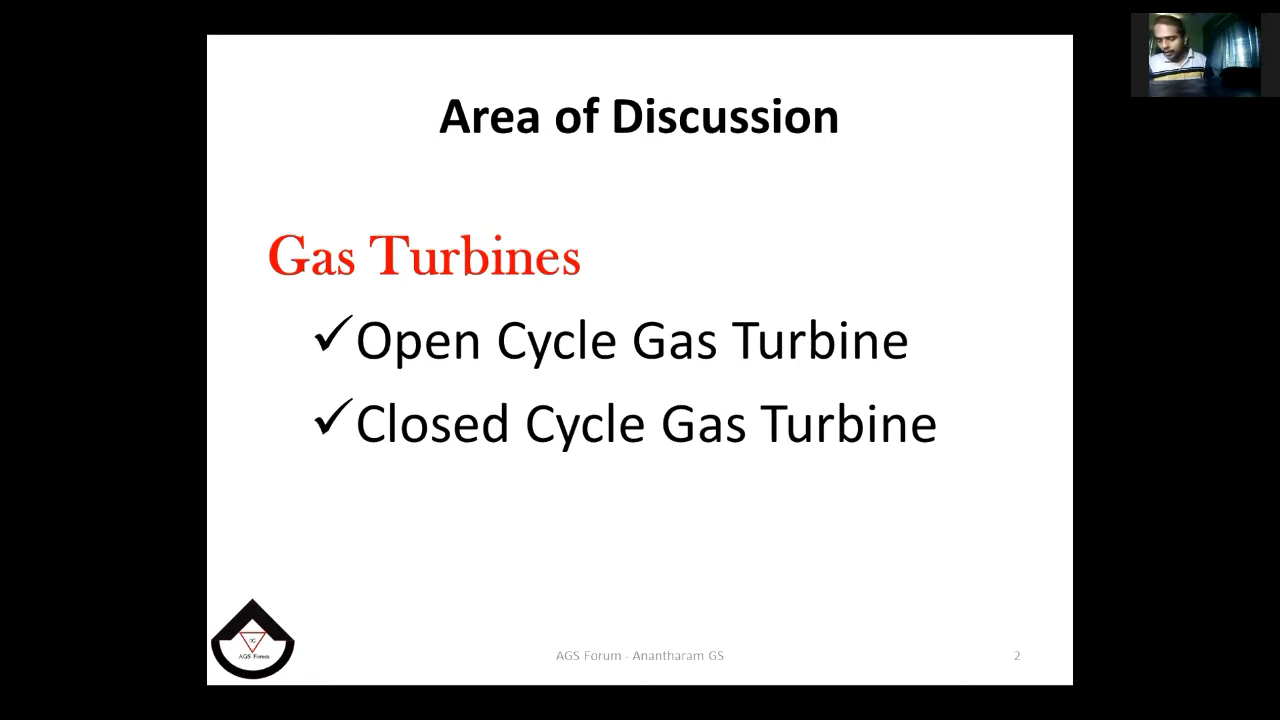 Area of Discussion
Gas Turbines
✓Open Cycle Gas Turbine
✓Closed Cycle Gas Turbine
AGS Forum
AGS Forum - Anantharam GS
2